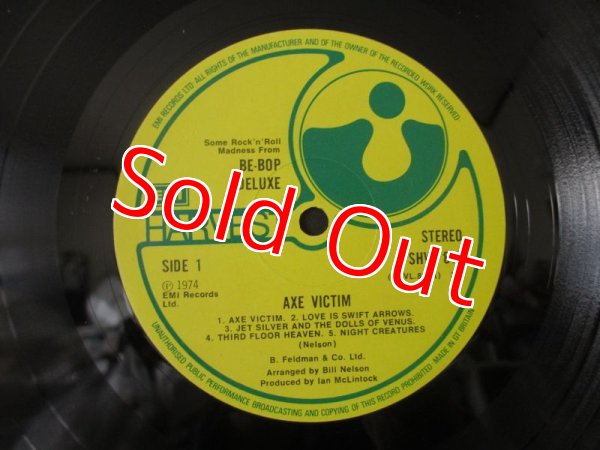 EMI RECORDS LTD ALL RIGHTS OF THE MANUFACTURER AND OF THE OWNER OF THE RECORDED WORK RESERVED
Some Rock'n'Roll
Madness From
BE-BOP
DELUXE
HARVEST
Sold Out
SIDE 1
STEREO
SHVL
Ⓟ 1974
EMI Records
Ltd.
AXE VICTIM
1. AXE VICTIM. 2. LOVE IS SWIFT ARROWS.
3. JET SILVER AND THE DOLLS OF VENUS.
4. THIRD FLOOR HEAVEN. 5. NIGHT CREATURES
(Nelson)
B. Feldman & Co. Ltd.
Arranged by Bill Nelson
Produced by Ian McLintock
UNAUTHORISED PUBLIC PERFORMANCE BROADCASTING AND COPYING OF THIS RECORD PROHIBITED MADE IN GT BRITAIN